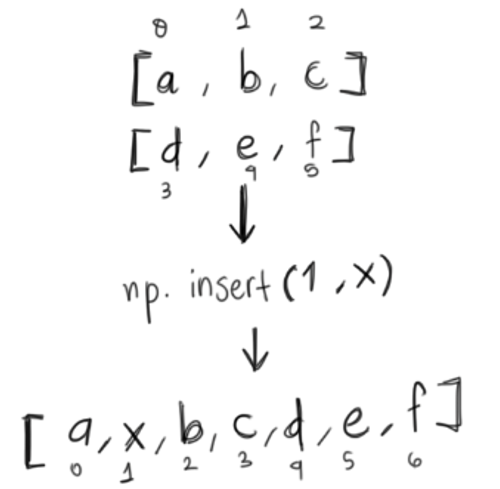 0 1 2
[a , b, c ]
[d , e , f ]
3 4 5
np. insert (1 , x)
[ a, x, b, c, d, e, f ]
0 1 2 3 4 5 6